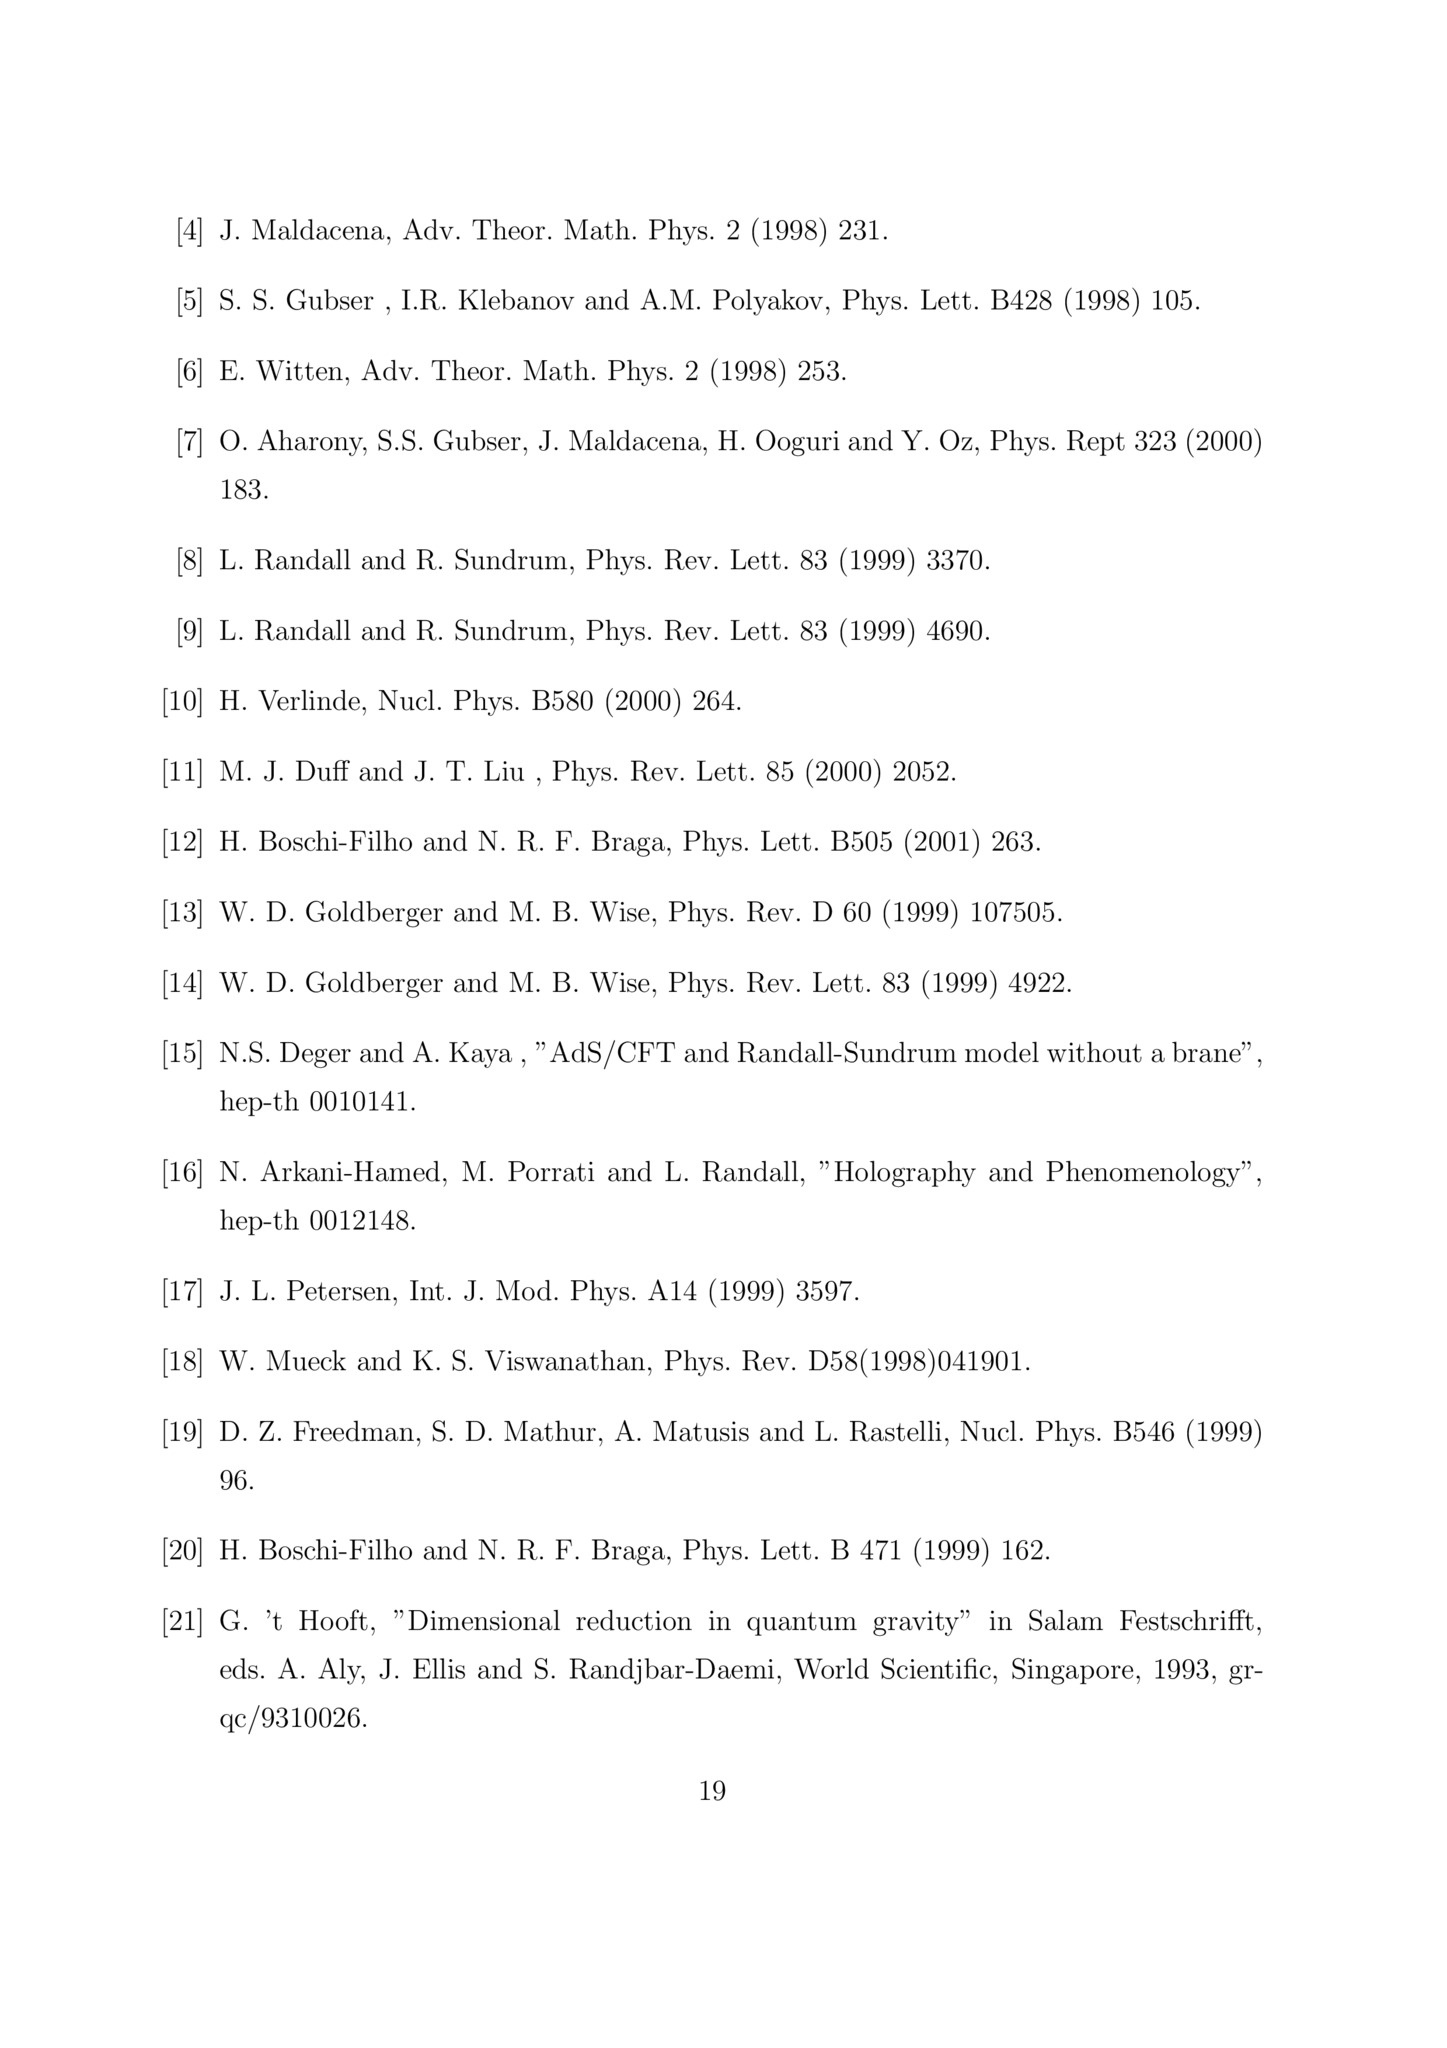 [4] J. Maldacena, Adv. Theor. Math. Phys. 2 (1998) 231.
[5] S. S. Gubser , I.R. Klebanov and A.M. Polyakov, Phys. Lett. B428 (1998) 105.
[6] E. Witten, Adv. Theor. Math. Phys. 2 (1998) 253.
[7] O. Aharony, S.S. Gubser, J. Maldacena, H. Ooguri and Y. Oz, Phys. Rept 323 (2000)
183.
[8] L. Randall and R. Sundrum, Phys. Rev. Lett. 83 (1999) 3370.
[9] L. Randall and R. Sundrum, Phys. Rev. Lett. 83 (1999) 4690.
[10] H. Verlinde, Nucl. Phys. B580 (2000) 264.
[11] M. J. Duff and J. T. Liu , Phys. Rev. Lett. 85 (2000) 2052.
[12] H. Boschi-Filho and N. R. F. Braga, Phys. Lett. B505 (2001) 263.
[13] W. D. Goldberger and M. B. Wise, Phys. Rev. D 60 (1999) 107505.
[14] W. D. Goldberger and M. B. Wise, Phys. Rev. Lett. 83 (1999) 4922.
[15] N.S. Deger and A. Kaya , ”AdS/CFT and Randall-Sundrum model without a brane”,
hep-th 0010141.
[16] N. Arkani-Hamed, M. Porrati and L. Randall, ”Holography and Phenomenology”,
hep-th 0012148.
[17] J. L. Petersen, Int. J. Mod. Phys. A14 (1999) 3597.
[18] W. Mueck and K. S. Viswanathan, Phys. Rev. D58(1998)041901.
[19] D. Z. Freedman, S. D. Mathur, A. Matusis and L. Rastelli, Nucl. Phys. B546 (1999)
96.
[20] H. Boschi-Filho and N. R. F. Braga, Phys. Lett. B 471 (1999) 162.
[21] G. ’t Hooft, ”Dimensional reduction in quantum gravity” in Salam Festschrifft,
eds. A. Aly, J. Ellis and S. Randjbar-Daemi, World Scientific, Singapore, 1993, gr-
qc/9310026.
19